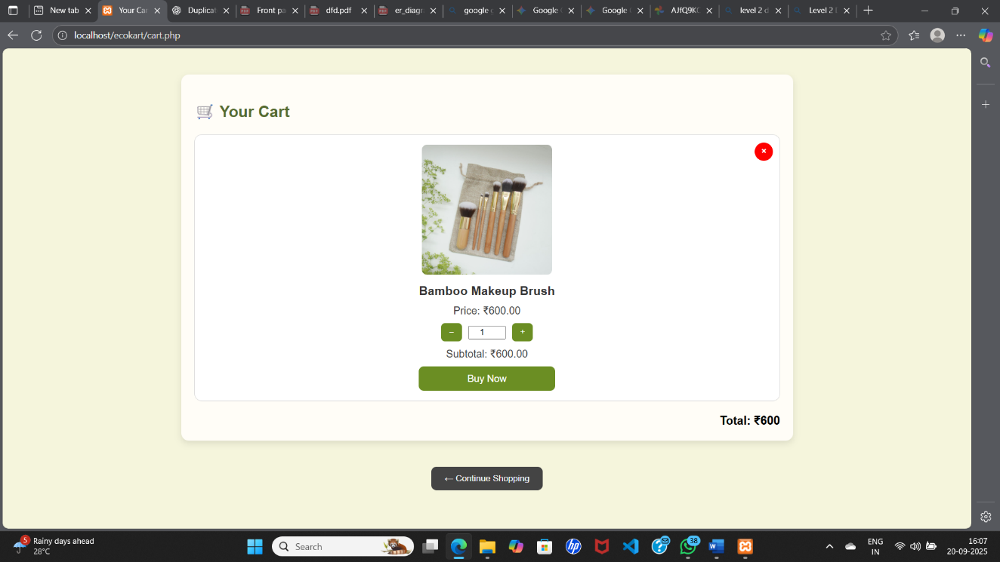 New tab
Your Car
Duplicat
Front pa
dfd.pdf
er_diagr
google g
Google
Google
AJfQ9K
level 2 d
Level 2
localhost/ecokart/cart.php
Your Cart
×
Bamboo Makeup Brush
Price: ₹600.00
– 1 +
Subtotal: ₹600.00
Buy Now
Total: ₹600
← Continue Shopping
5
Rainy days ahead
28°C
Search
38
ENG
IN
16:07
20-09-2025